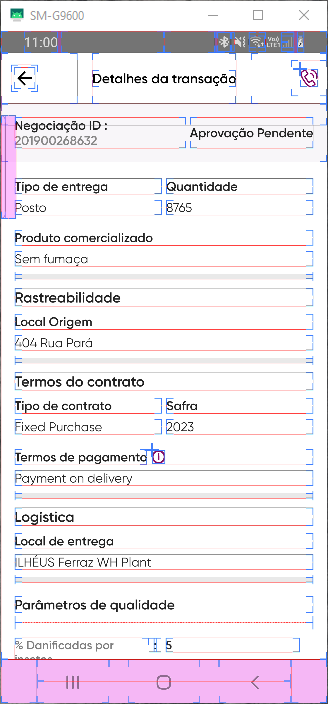 SM-G9600
11:00
Detalhes da transação
Negociação ID :
201900268632
Aprovação Pendente
Tipo de entrega
Quantidade
Posto
8765
Produto comercializado
Sem fumaça
Rastreabilidade
Local Origem
404 Rua Pará
Termos do contrato
Tipo de contrato
Safra
Fixed Purchase
2023
Termos de pagamento
Payment on delivery
Logistica
Local de entrega
ILHÉUS Ferraz WH Plant
Parâmetros de qualidade
% Danificadas por
: 5